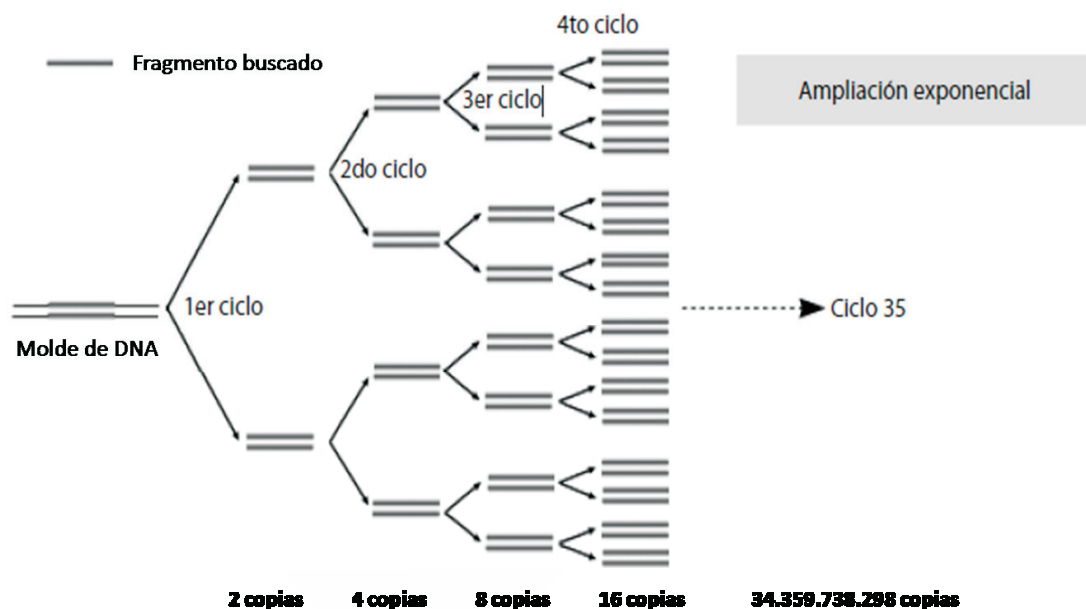 4to ciclo
Fragmento buscado
Ampliación exponencial
3er ciclo
2do ciclo
1er ciclo
Ciclo 35
Molde de DNA
2 copias 4 copias 8 copias 16 copias 34.359.738.298 copias